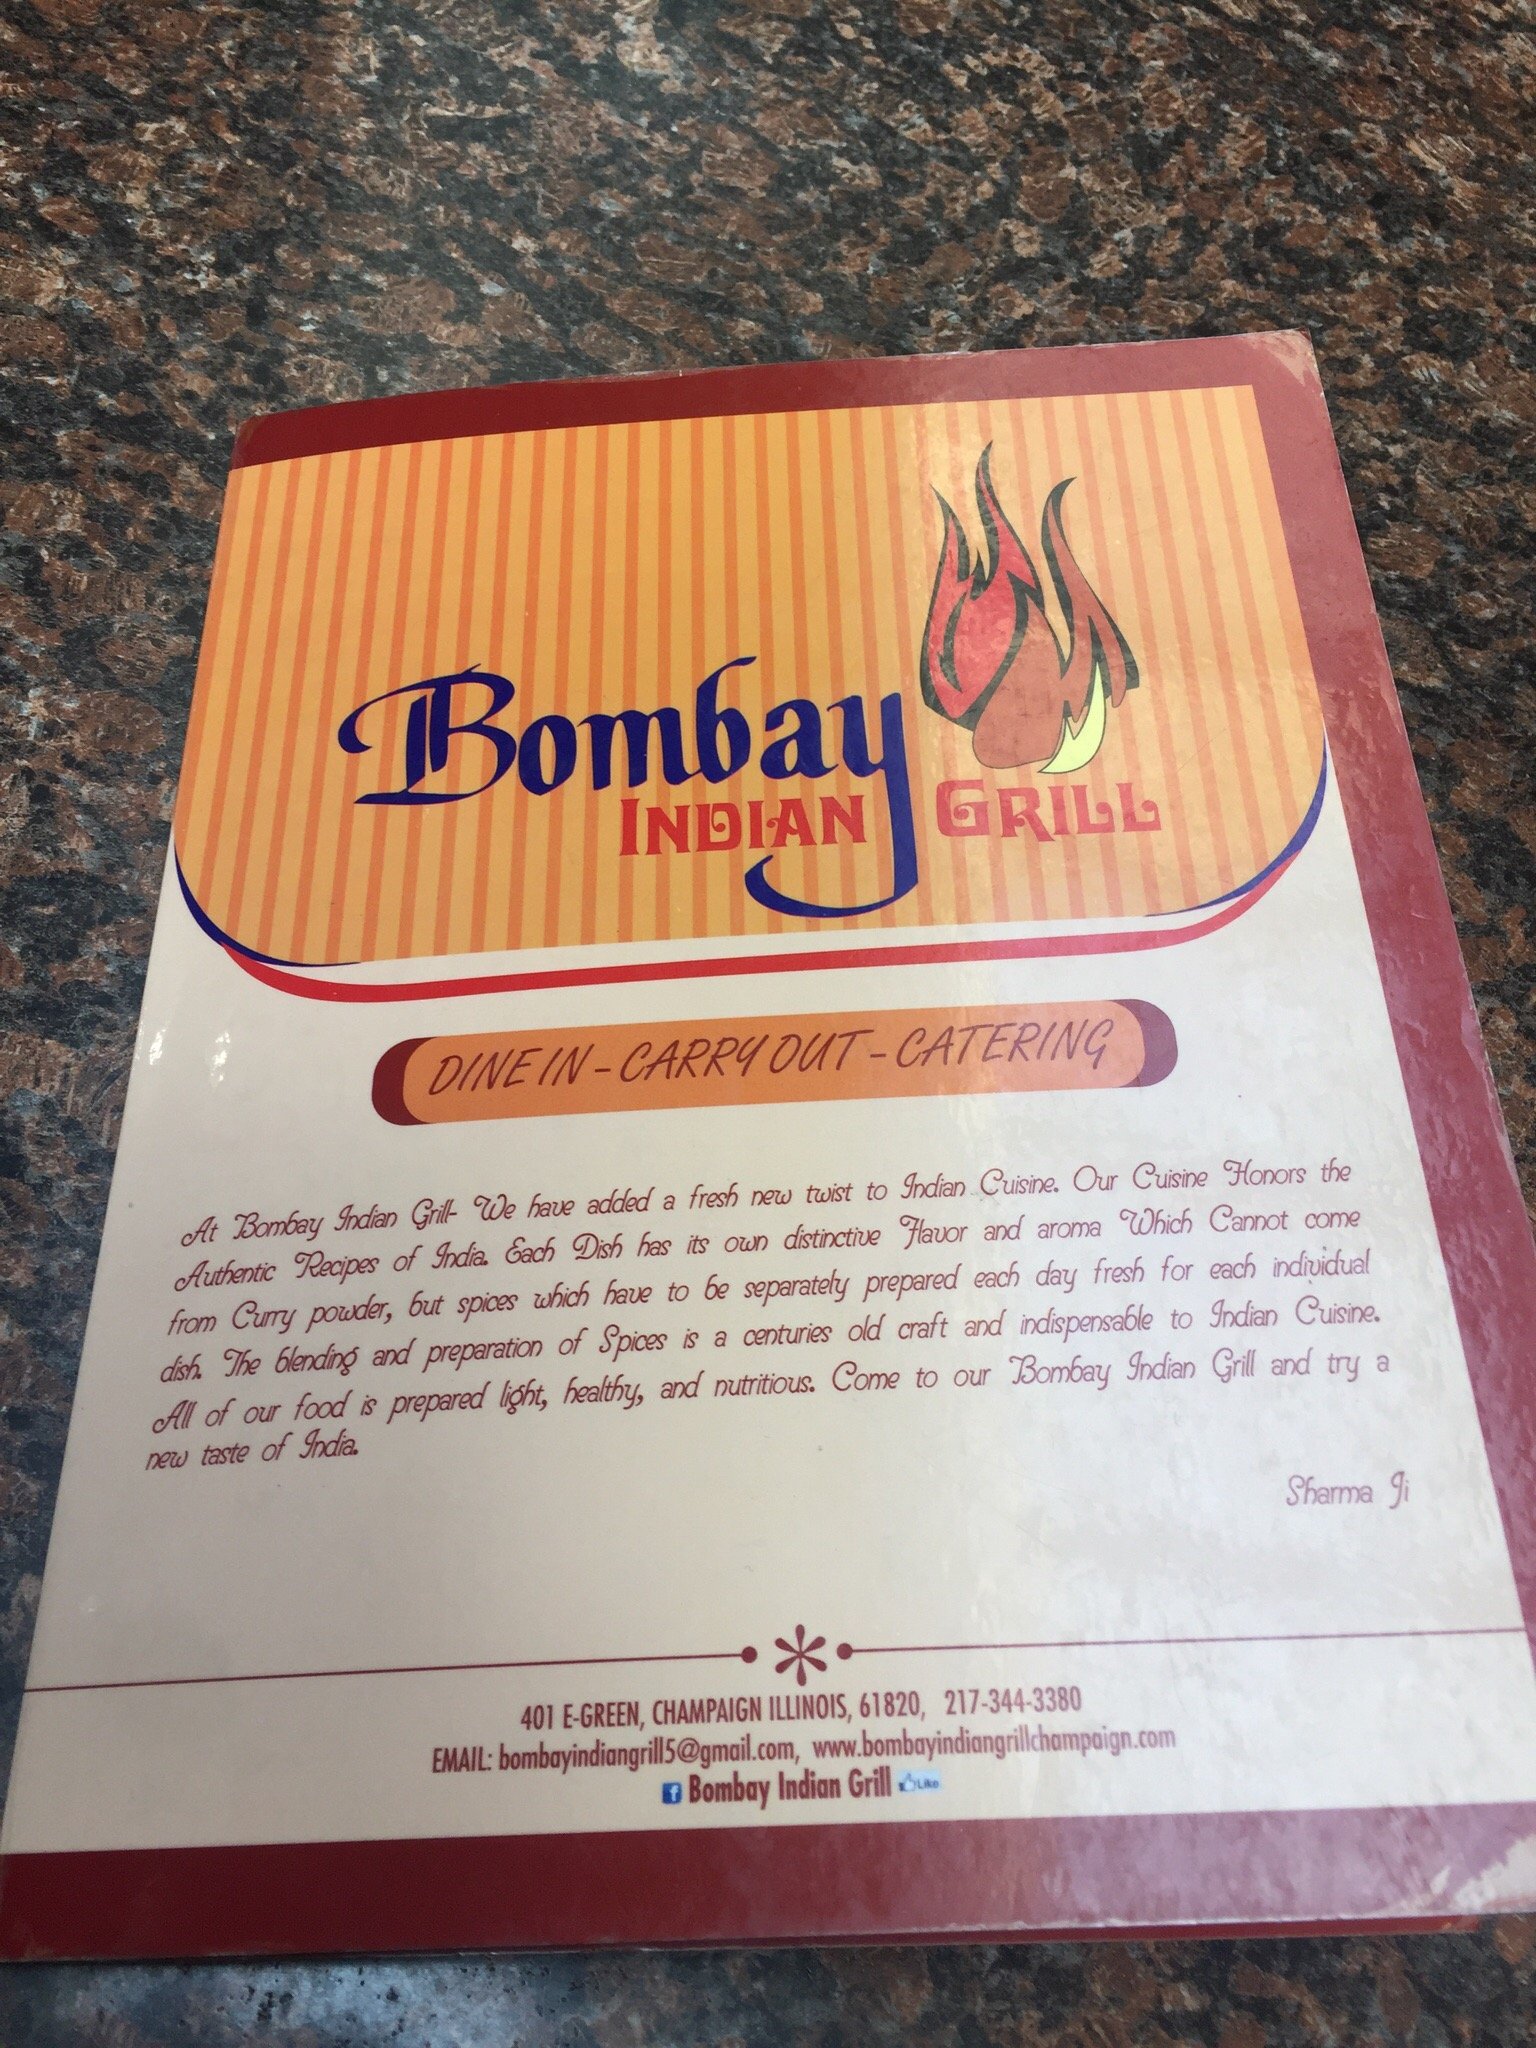 Bombay
INDIAN GRILL
DINE IN - CARRY OUT - CATERING
At Bombay Indian Grill- We have added a fresh new twist to Indian Cuisine. Our Cuisine Honors the
Authentic Recipes of India. Each Dish has its own distinctive Flavor and aroma Which Cannot come
from Curry powder, but spices which have to be separately prepared each day fresh for each individual
dish. The blending and preparation of Spices is a centuries old craft and indispensable to Indian Cuisine.
All of our food is prepared light, healthy, and nutritious. Come to our Bombay Indian Grill and try a
new taste of India.
Sharma Ji
401 E-GREEN, CHAMPAIGN ILLINOIS, 61820, 217-344-3380
EMAIL: bombayindiangrill5@gmail.com, www.bombayindiangrillchampaign.com
f Bombay Indian Grill Like